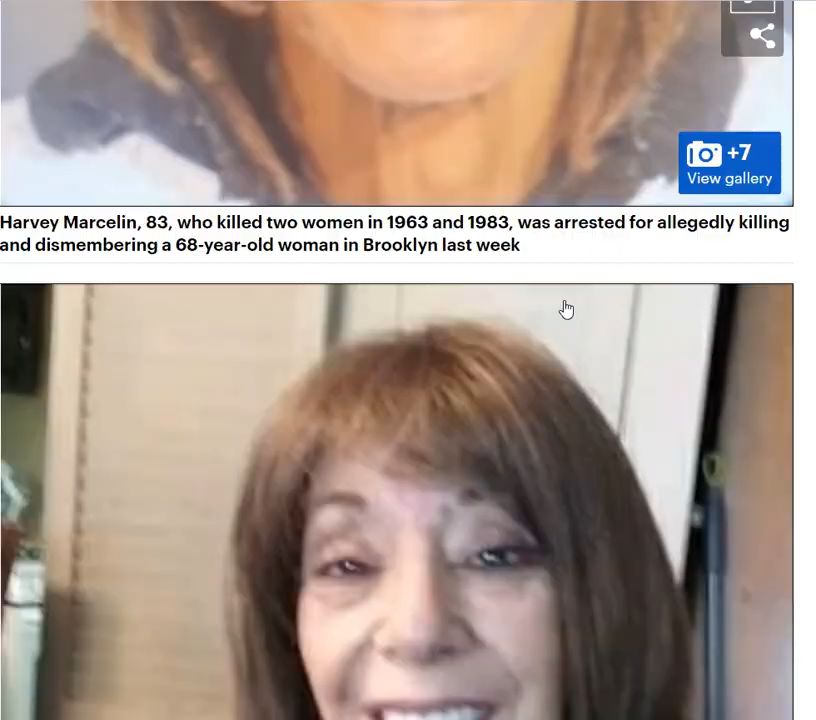 +7
View gallery
Harvey Marcelin, 83, who killed two women in 1963 and 1983, was arrested for allegedly killing
and dismembering a 68-year-old woman in Brooklyn last week